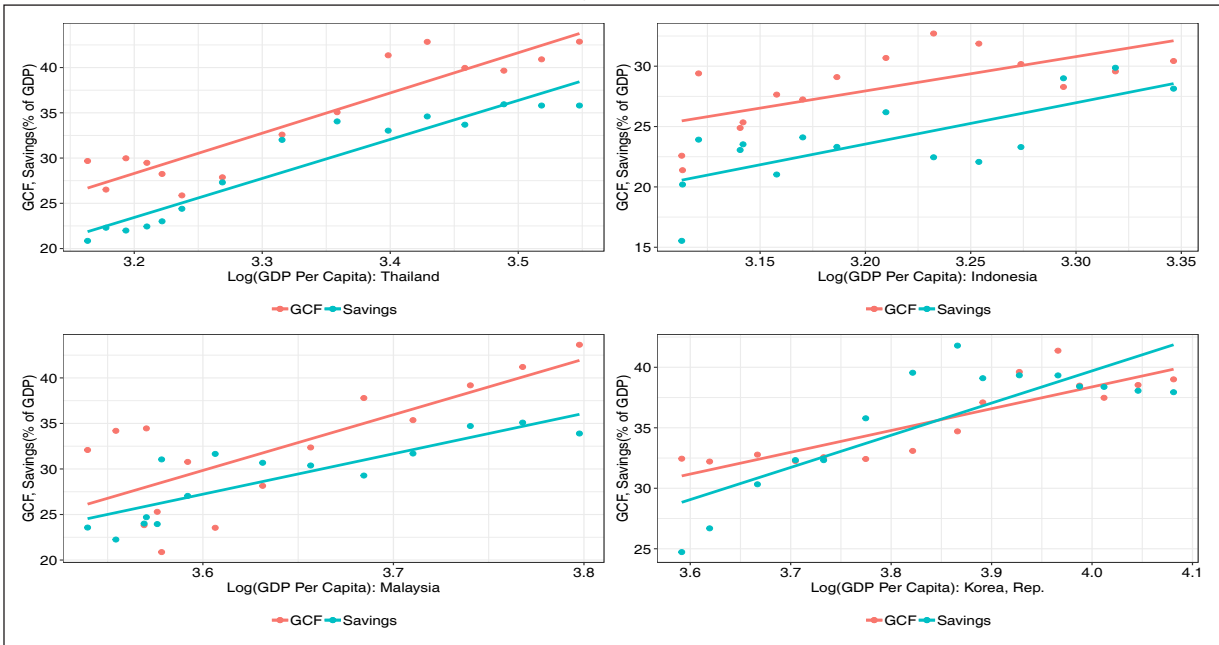 GCF, Savings(% of GDP)
40
35
30
25
20
3.2 3.3 3.4 3.5
Log(GDP Per Capita): Thailand
GCF Savings
GCF, Savings(% of GDP)
30
25
20
15
3.15 3.20 3.25 3.30 3.35
Log(GDP Per Capita): Indonesia
GCF Savings
GCF, Savings(% of GDP)
40
35
30
25
20
3.6 3.7 3.8
Log(GDP Per Capita): Malaysia
GCF Savings
GCF, Savings(% of GDP)
40
35
30
25
3.6 3.7 3.8 3.9 4.0 4.1
Log(GDP Per Capita): Korea, Rep.
GCF Savings